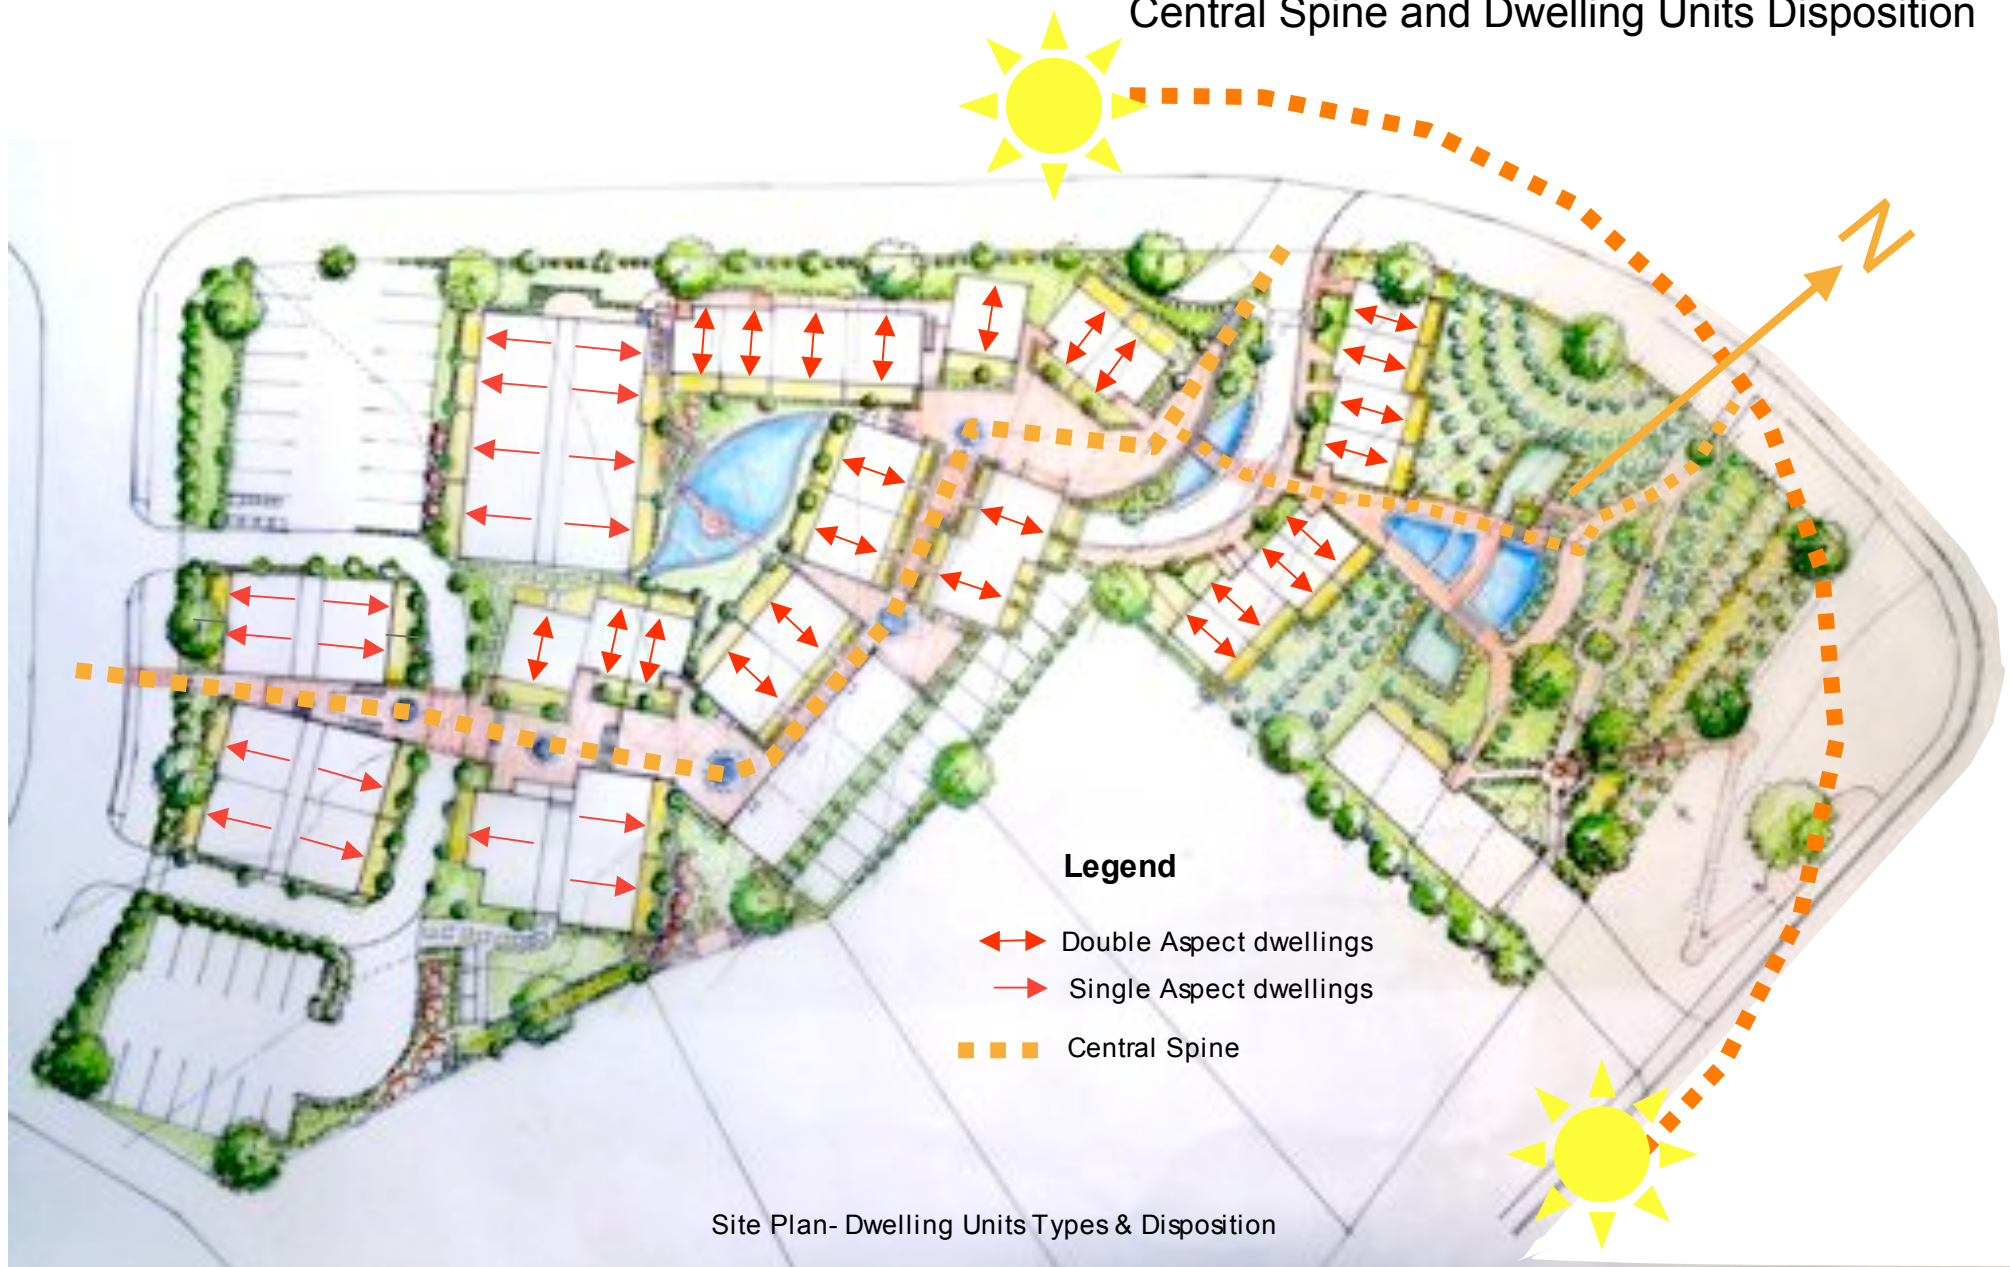 Central Spine and Dwelling Units Disposition
N
Legend
Double Aspect dwellings
Single Aspect dwellings
Central Spine
Site Plan- Dwelling Units Types & Disposition